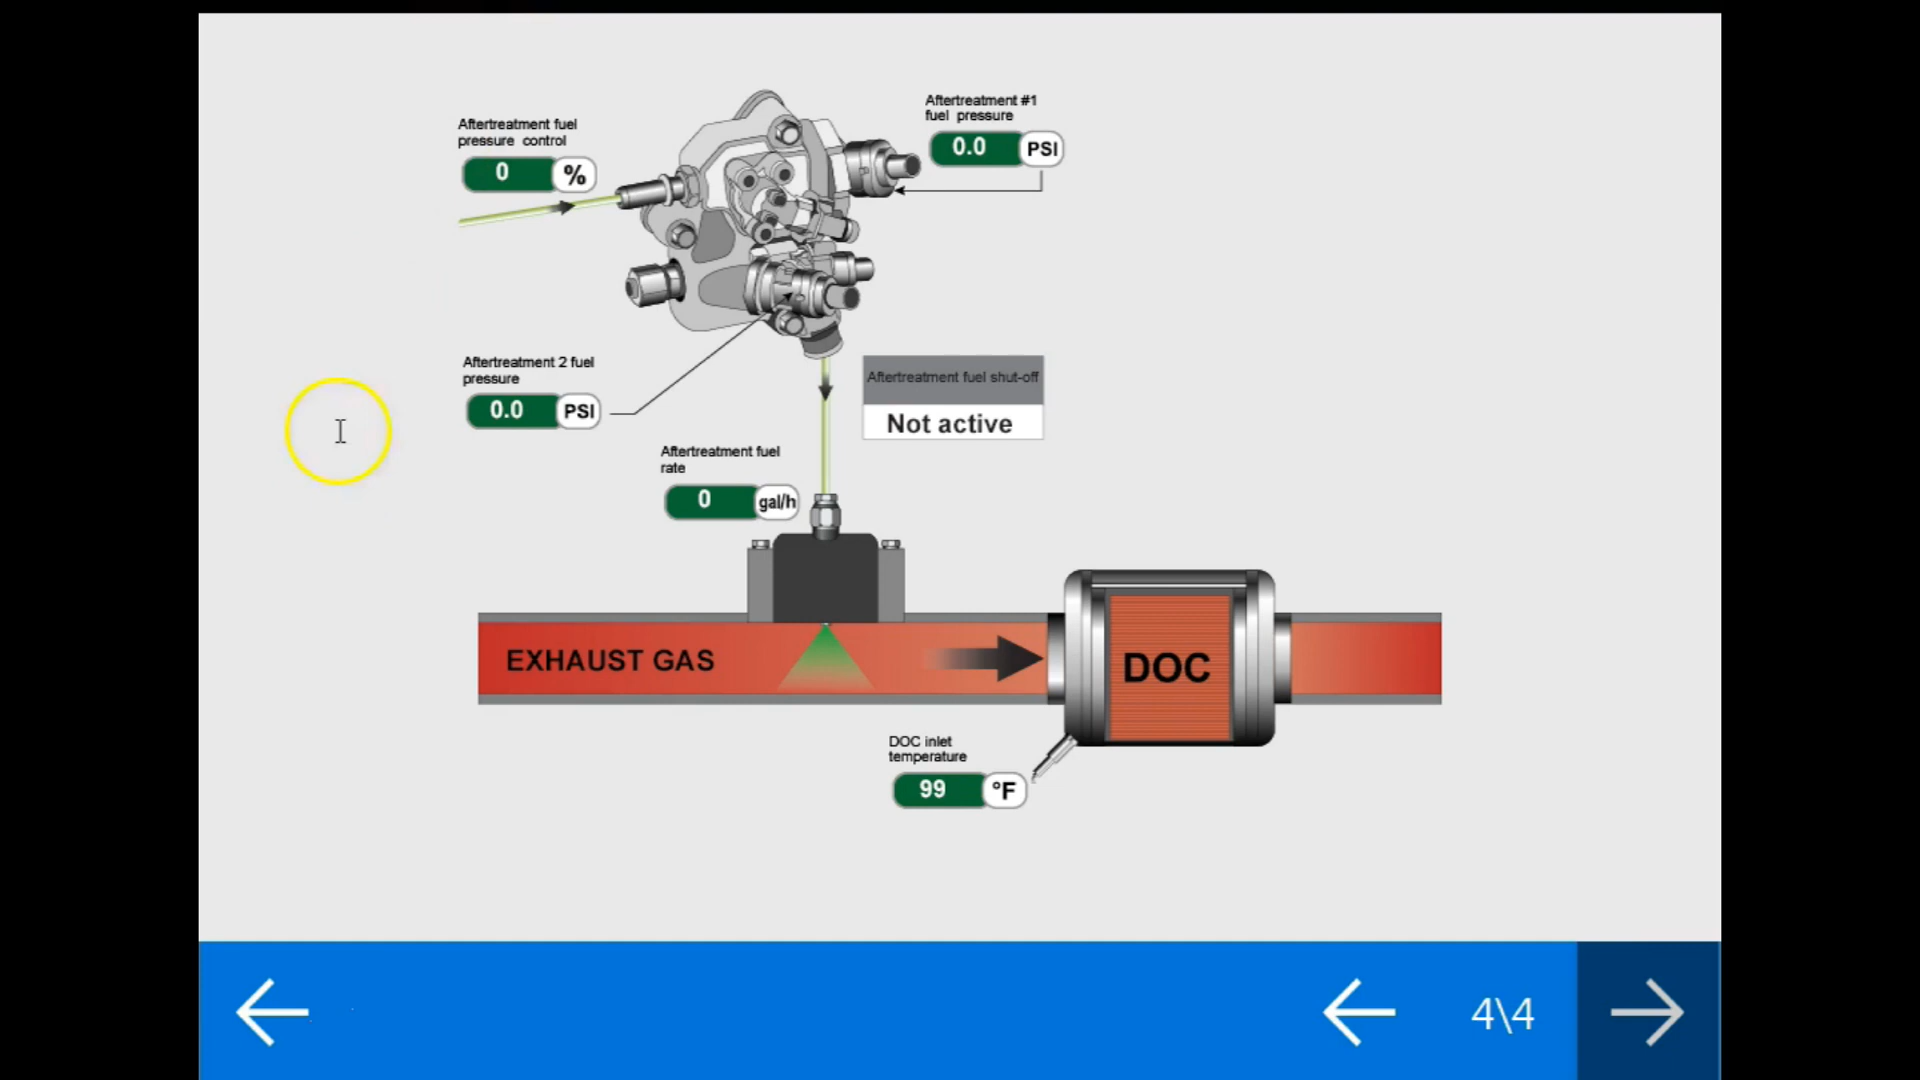 Aftertreatment fuel
pressure control
0 %
Aftertreatment #1
fuel pressure
0.0 PSI
Aftertreatment 2 fuel
pressure
0.0 PSI
Aftertreatment fuel shut-off
Not active
Aftertreatment fuel
rate
0 gal/h
EXHAUST GAS
DOC
DOC inlet
temperature
99 °F
4\4